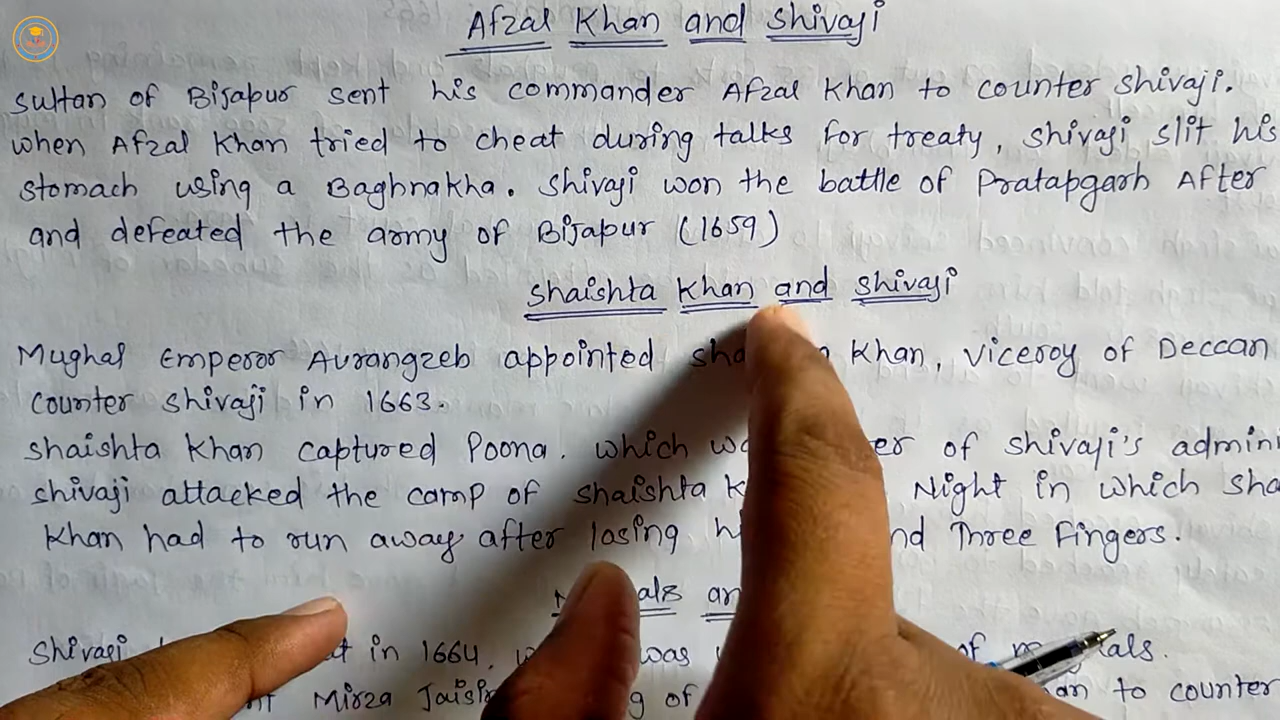 Afzal Khan and Shivaji
Sultan of Bijapur sent his commander Afzal Khan to counter Shivaji.
when Afzal Khan tried to cheat during talks for treaty, Shivaji slit his
stomach using a Baghnakha. Shivaji won the battle of Pratapgarh After
and defeated the army of Bijapur (1659)
Shaishta Khan and Shivaji
Mughal Emperor Aurangzeb appointed Khan, viceroy of Deccan
counter Shivaji in 1663.
Shaishta Khan captured Poona. which of Shivaji's admin
Shivaji attacked the camp of Shaishta Night in which Sha
Khan had to run away after losing Three Fingers.
Shivaji in 1664, was of
Mirza of to counter